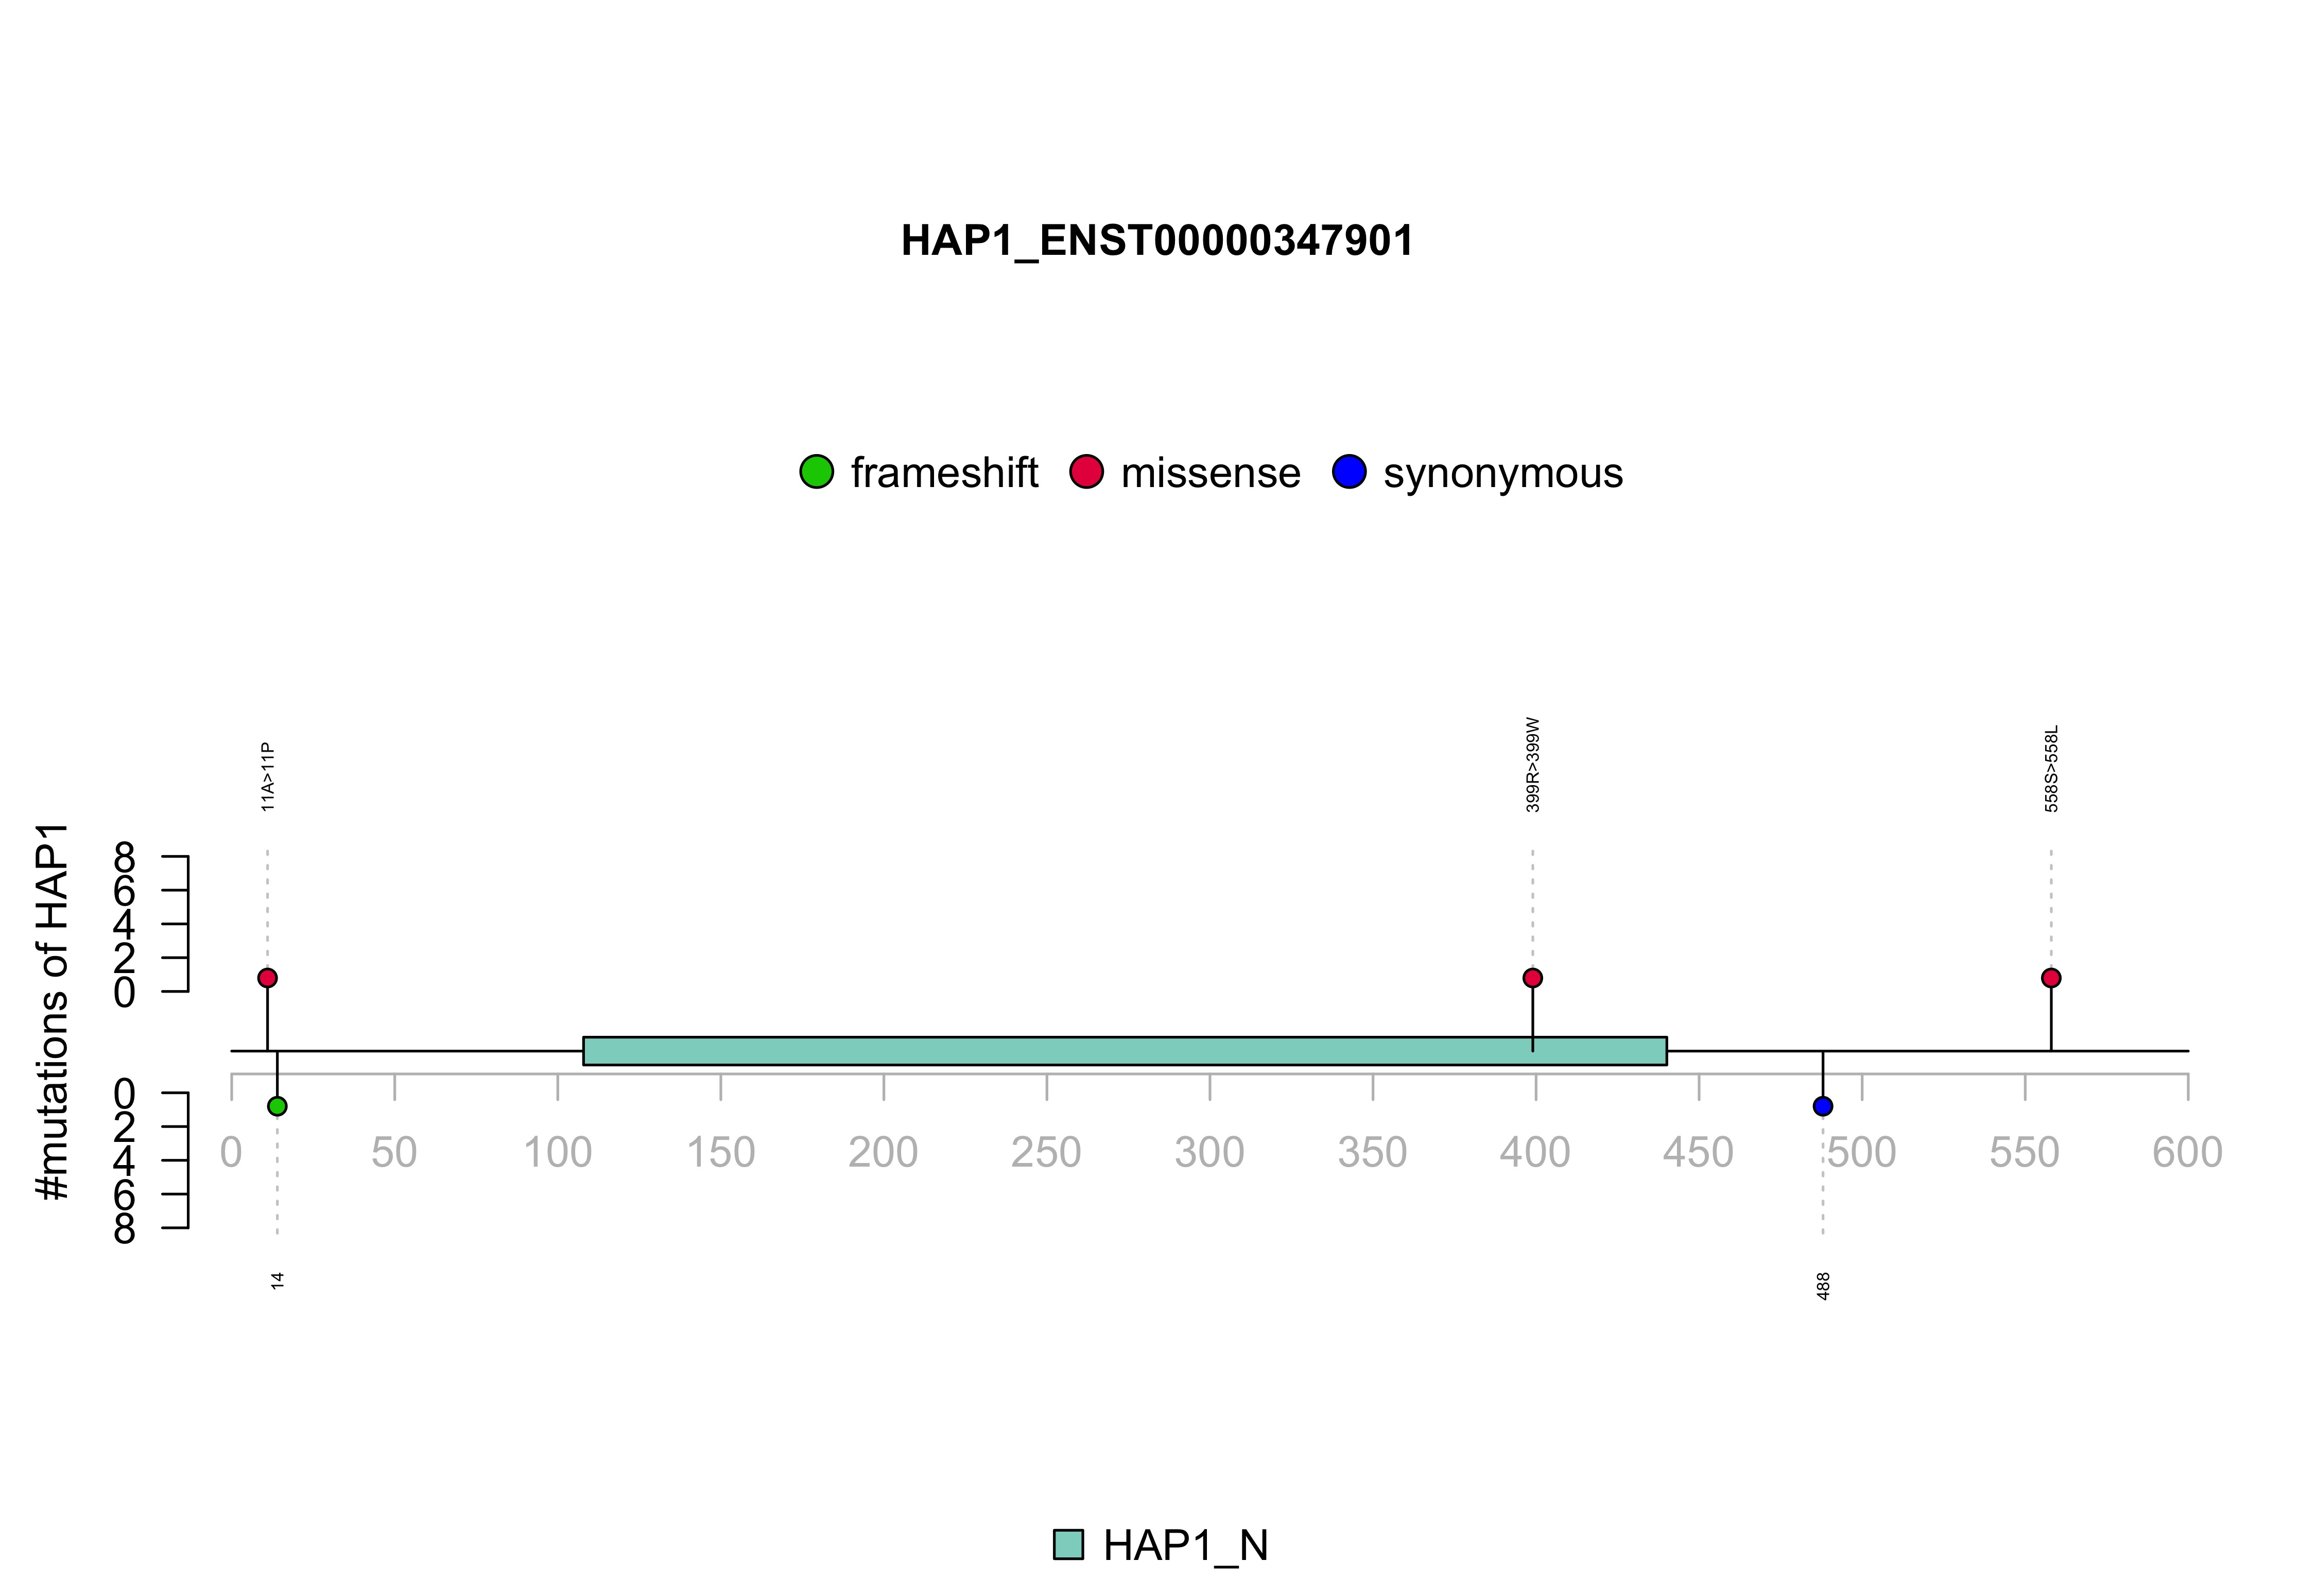 HAP1_ENST00000347901
frameshift missense synonymous
11A>11P
399R>399W
558S>558L
#mutations of HAP1
8
6
4
2
0
0
2
4
6
8
0 50 100 150 200 250 300 350 400 450 500 550 600
14
488
HAP1_N